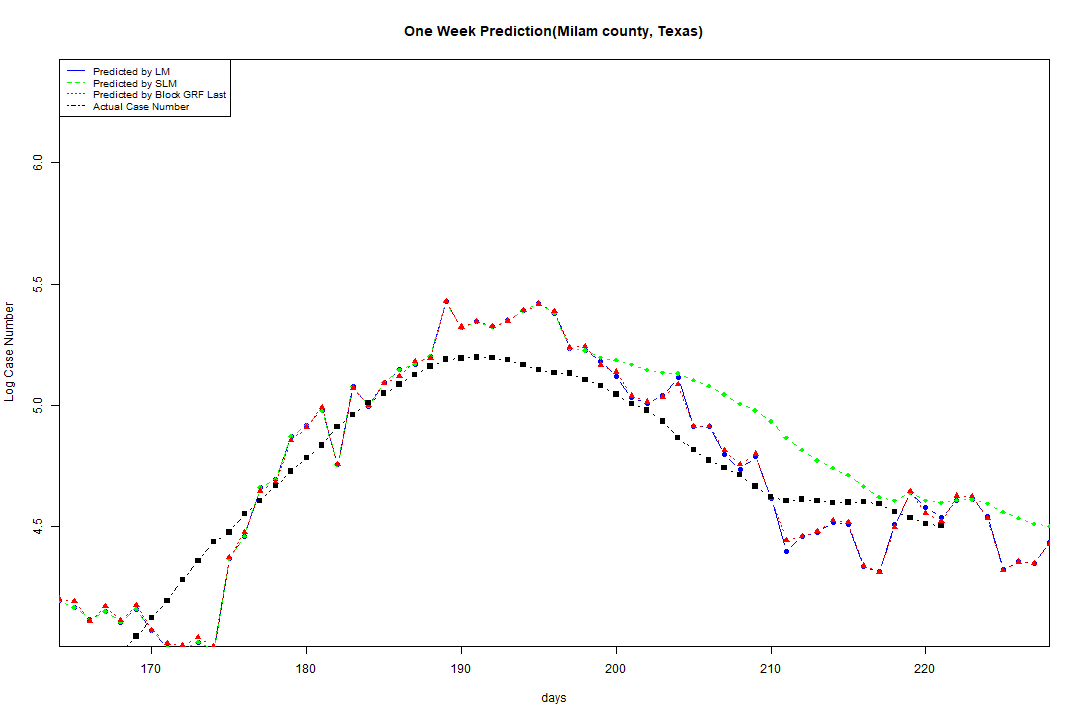 One Week Prediction(Milam county, Texas)
Predicted by LM
Predicted by SLM
Predicted by Block GRF Last
Actual Case Number
6.0
5.5
5.0
4.5
Log Case Number
170 180 190 200 210 220
days